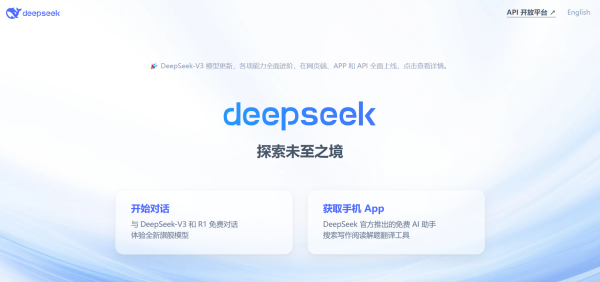 deepseek
API 开放平台 ↗ English
🎉 DeepSeek-V3 模型更新，各项能力全面进阶，在网页端、APP 和 API 全面上线，点击查看详情。
deepseek
探索未至之境
开始对话
与 DeepSeek-V3 和 R1 免费对话
体验全新旗舰模型
获取手机 App
DeepSeek 官方推出的免费 AI 助手
搜索写作阅读解题翻译工具